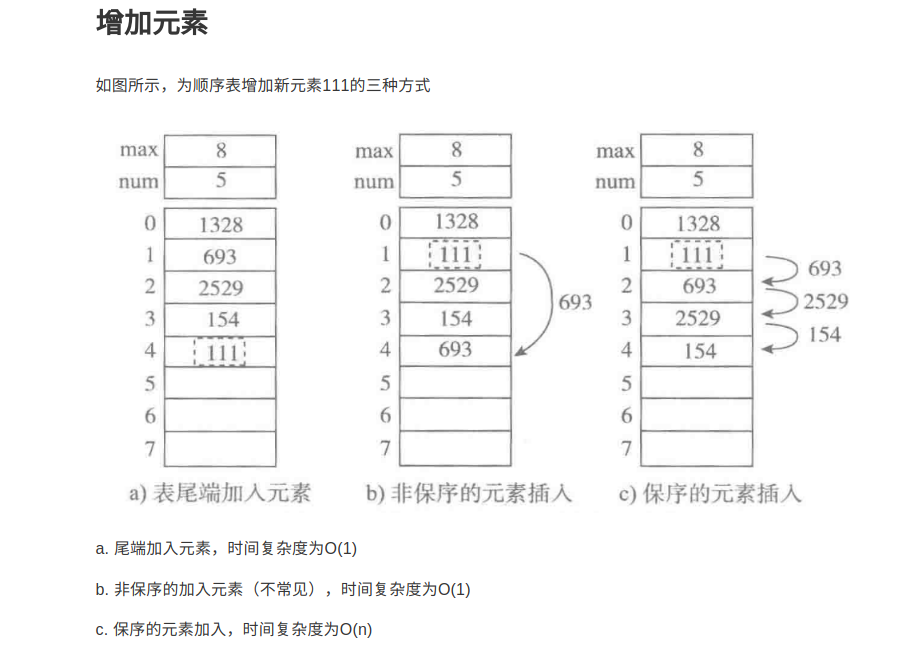 增加元素
如图所示，为顺序表增加新元素111的三种方式
max 8 max 8 max 8
num 5 num 5 num 5
0 1328 0 1328 0 1328
1 693 1 111 1 111 693
2 2529 2 2529 2 693 2529
3 154 3 154 693 3 2529 154
4 111 4 693 4 154
5 5 5
6 6 6
7 7 7
a) 表尾端加入元素 b) 非保序的元素插入 c) 保序的元素插入
a. 尾端加入元素，时间复杂度为O(1)
b. 非保序的加入元素（不常见），时间复杂度为O(1)
c. 保序的元素加入，时间复杂度为O(n)